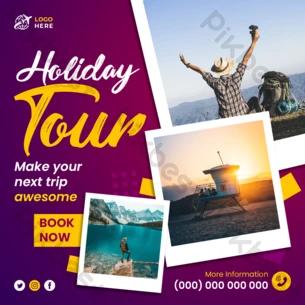 LOGO
HERE
Holiday
Tour
Make your
next trip
awesome
BOOK
NOW
More Information
(000) 000 000 000